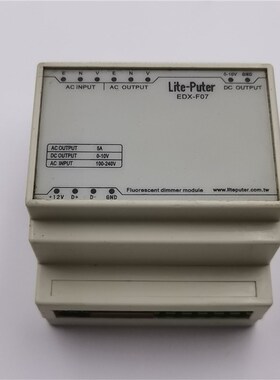 E N V E N V 0-10V GND
AC INPUT AC OUTPUT Lite-Puter DC OUTPUT
EDX-F07
AC OUTPUT 5A
DC OUTPUT 0-10V
AC INPUT 100-240V
www.liteputer.com.tw
+12V D+ D- GND Fluorescent dimmer module